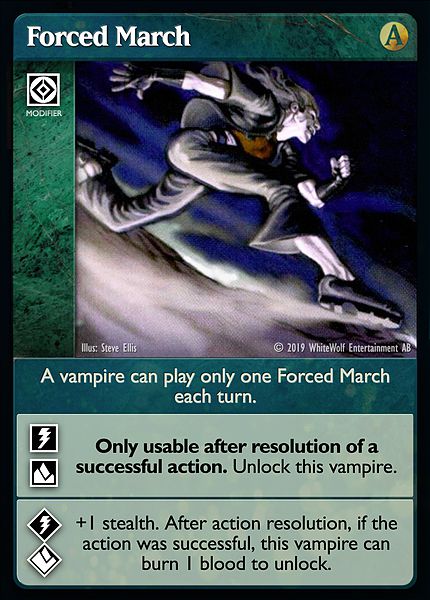 Forced March
A
MODIFIER
Illus: Steve Ellis
© 2019 WhiteWolf Entertainment AB
A vampire can play only one Forced March
each turn.
Only usable after resolution of a
successful action. Unlock this vampire.
+1 stealth. After action resolution, if the
action was successful, this vampire can
burn 1 blood to unlock.